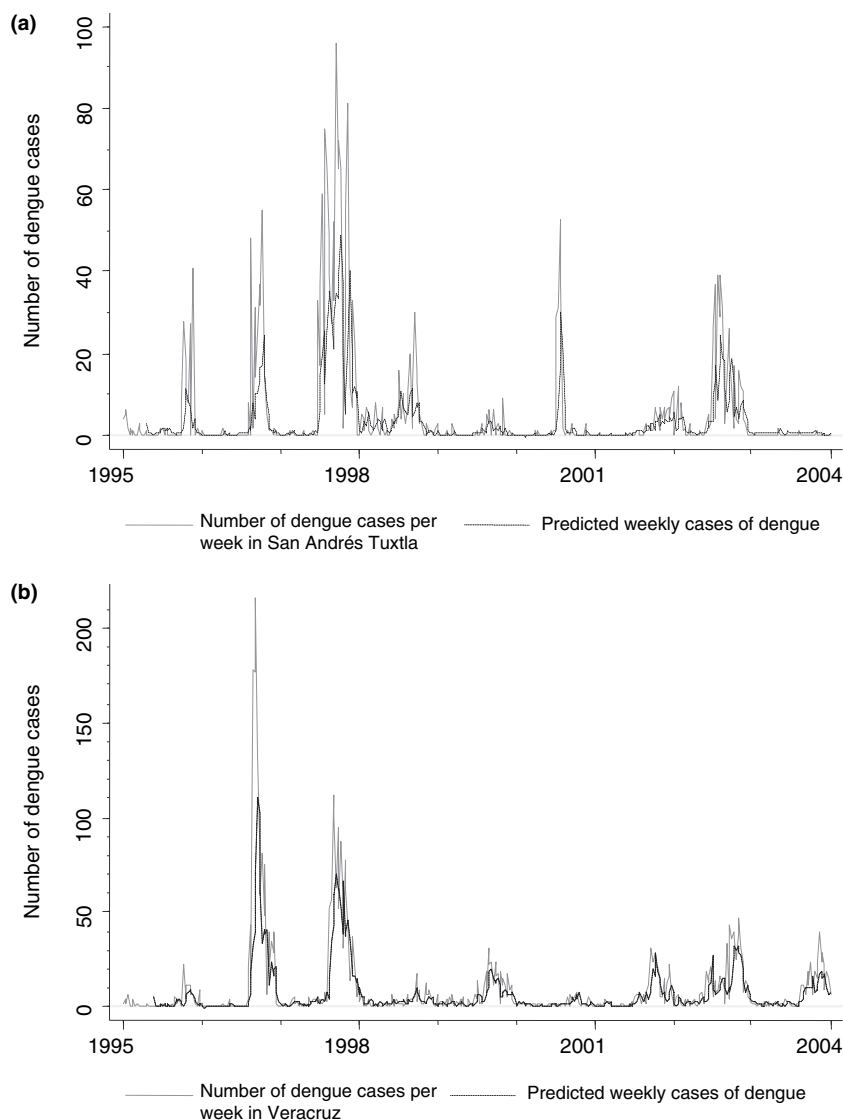 (a)
100
80
60
40
20
0
Number of dengue cases
1995 1998 2001 2004
Number of dengue cases per week in San Andrés Tuxtla
Predicted weekly cases of dengue
(b)
200
150
100
50
0
Number of dengue cases
1995 1998 2001 2004
Number of dengue cases per week in Veracruz
Predicted weekly cases of dengue